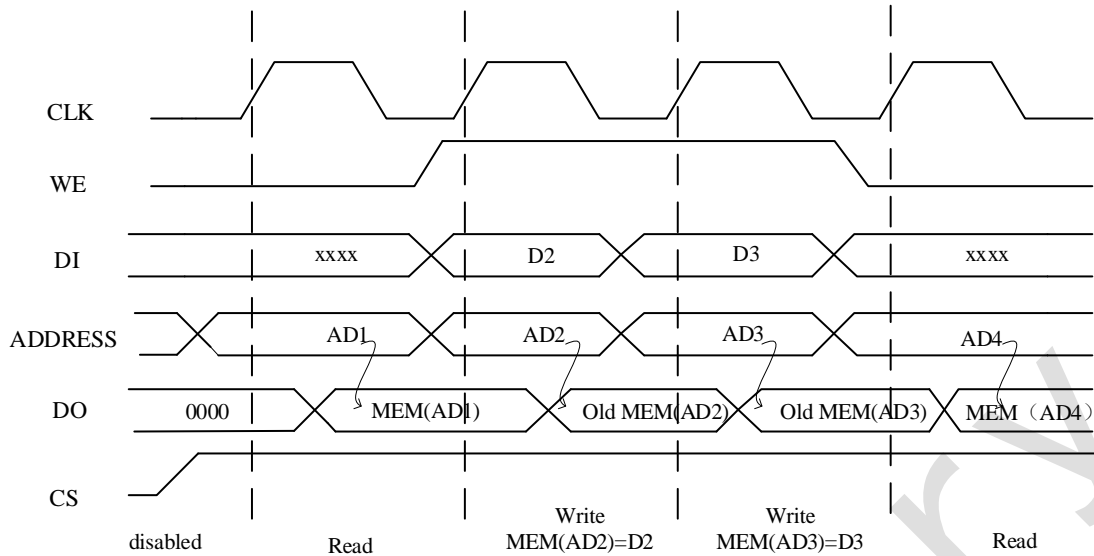 CLK
WE
DI xxxx D2 D3 xxxx
ADDRESS AD1 AD2 AD3 AD4
DO 0000 MEM(AD1) Old MEM(AD2) Old MEM(AD3) MEM（AD4）
CS
disabled Read Write Write Read
MEM(AD2)=D2 MEM(AD3)=D3